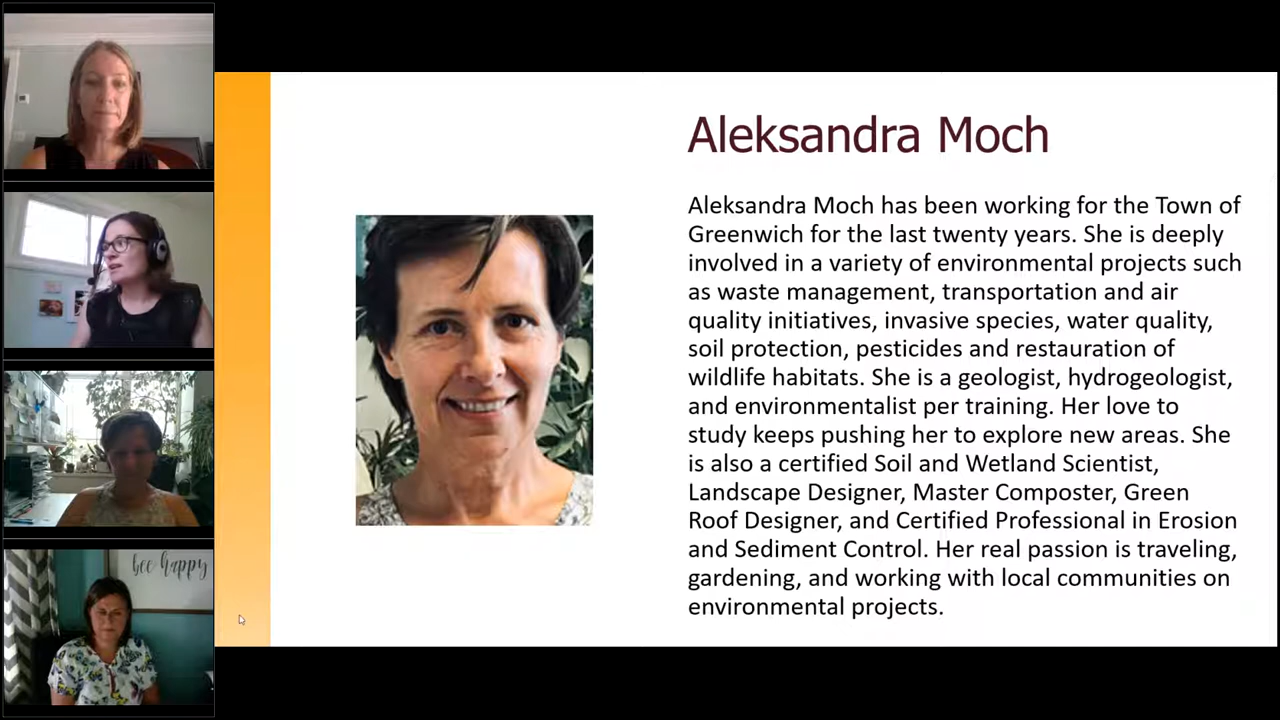 bee happy
Aleksandra Moch
Aleksandra Moch has been working for the Town of
Greenwich for the last twenty years. She is deeply
involved in a variety of environmental projects such
as waste management, transportation and air
quality initiatives, invasive species, water quality,
soil protection, pesticides and restauration of
wildlife habitats. She is a geologist, hydrogeologist,
and environmentalist per training. Her love to
study keeps pushing her to explore new areas. She
is also a certified Soil and Wetland Scientist,
Landscape Designer, Master Composter, Green
Roof Designer, and Certified Professional in Erosion
and Sediment Control. Her real passion is traveling,
gardening, and working with local communities on
environmental projects.